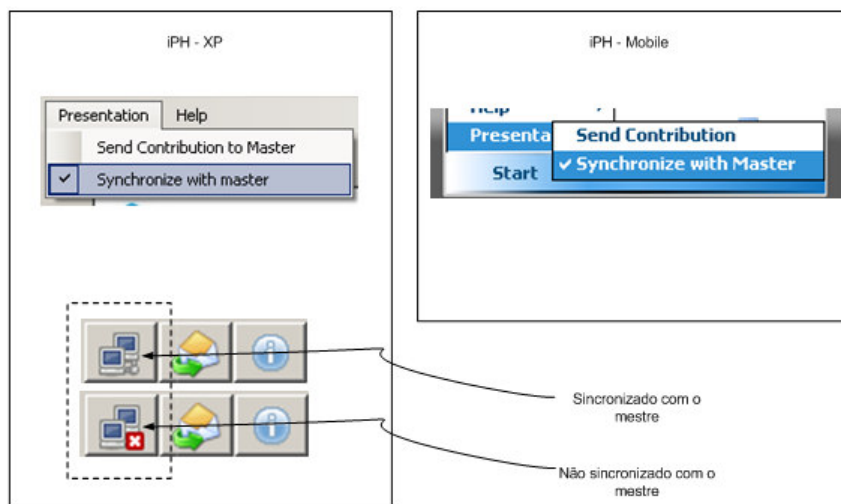 iPH - XP
Presentation Help
Send Contribution to Master
Synchronize with master
iPH - Mobile
Help
Presenta
Send Contribution
Synchronize with Master
Start
Sincronizado com o
mestre
Não sincronizado com o
mestre